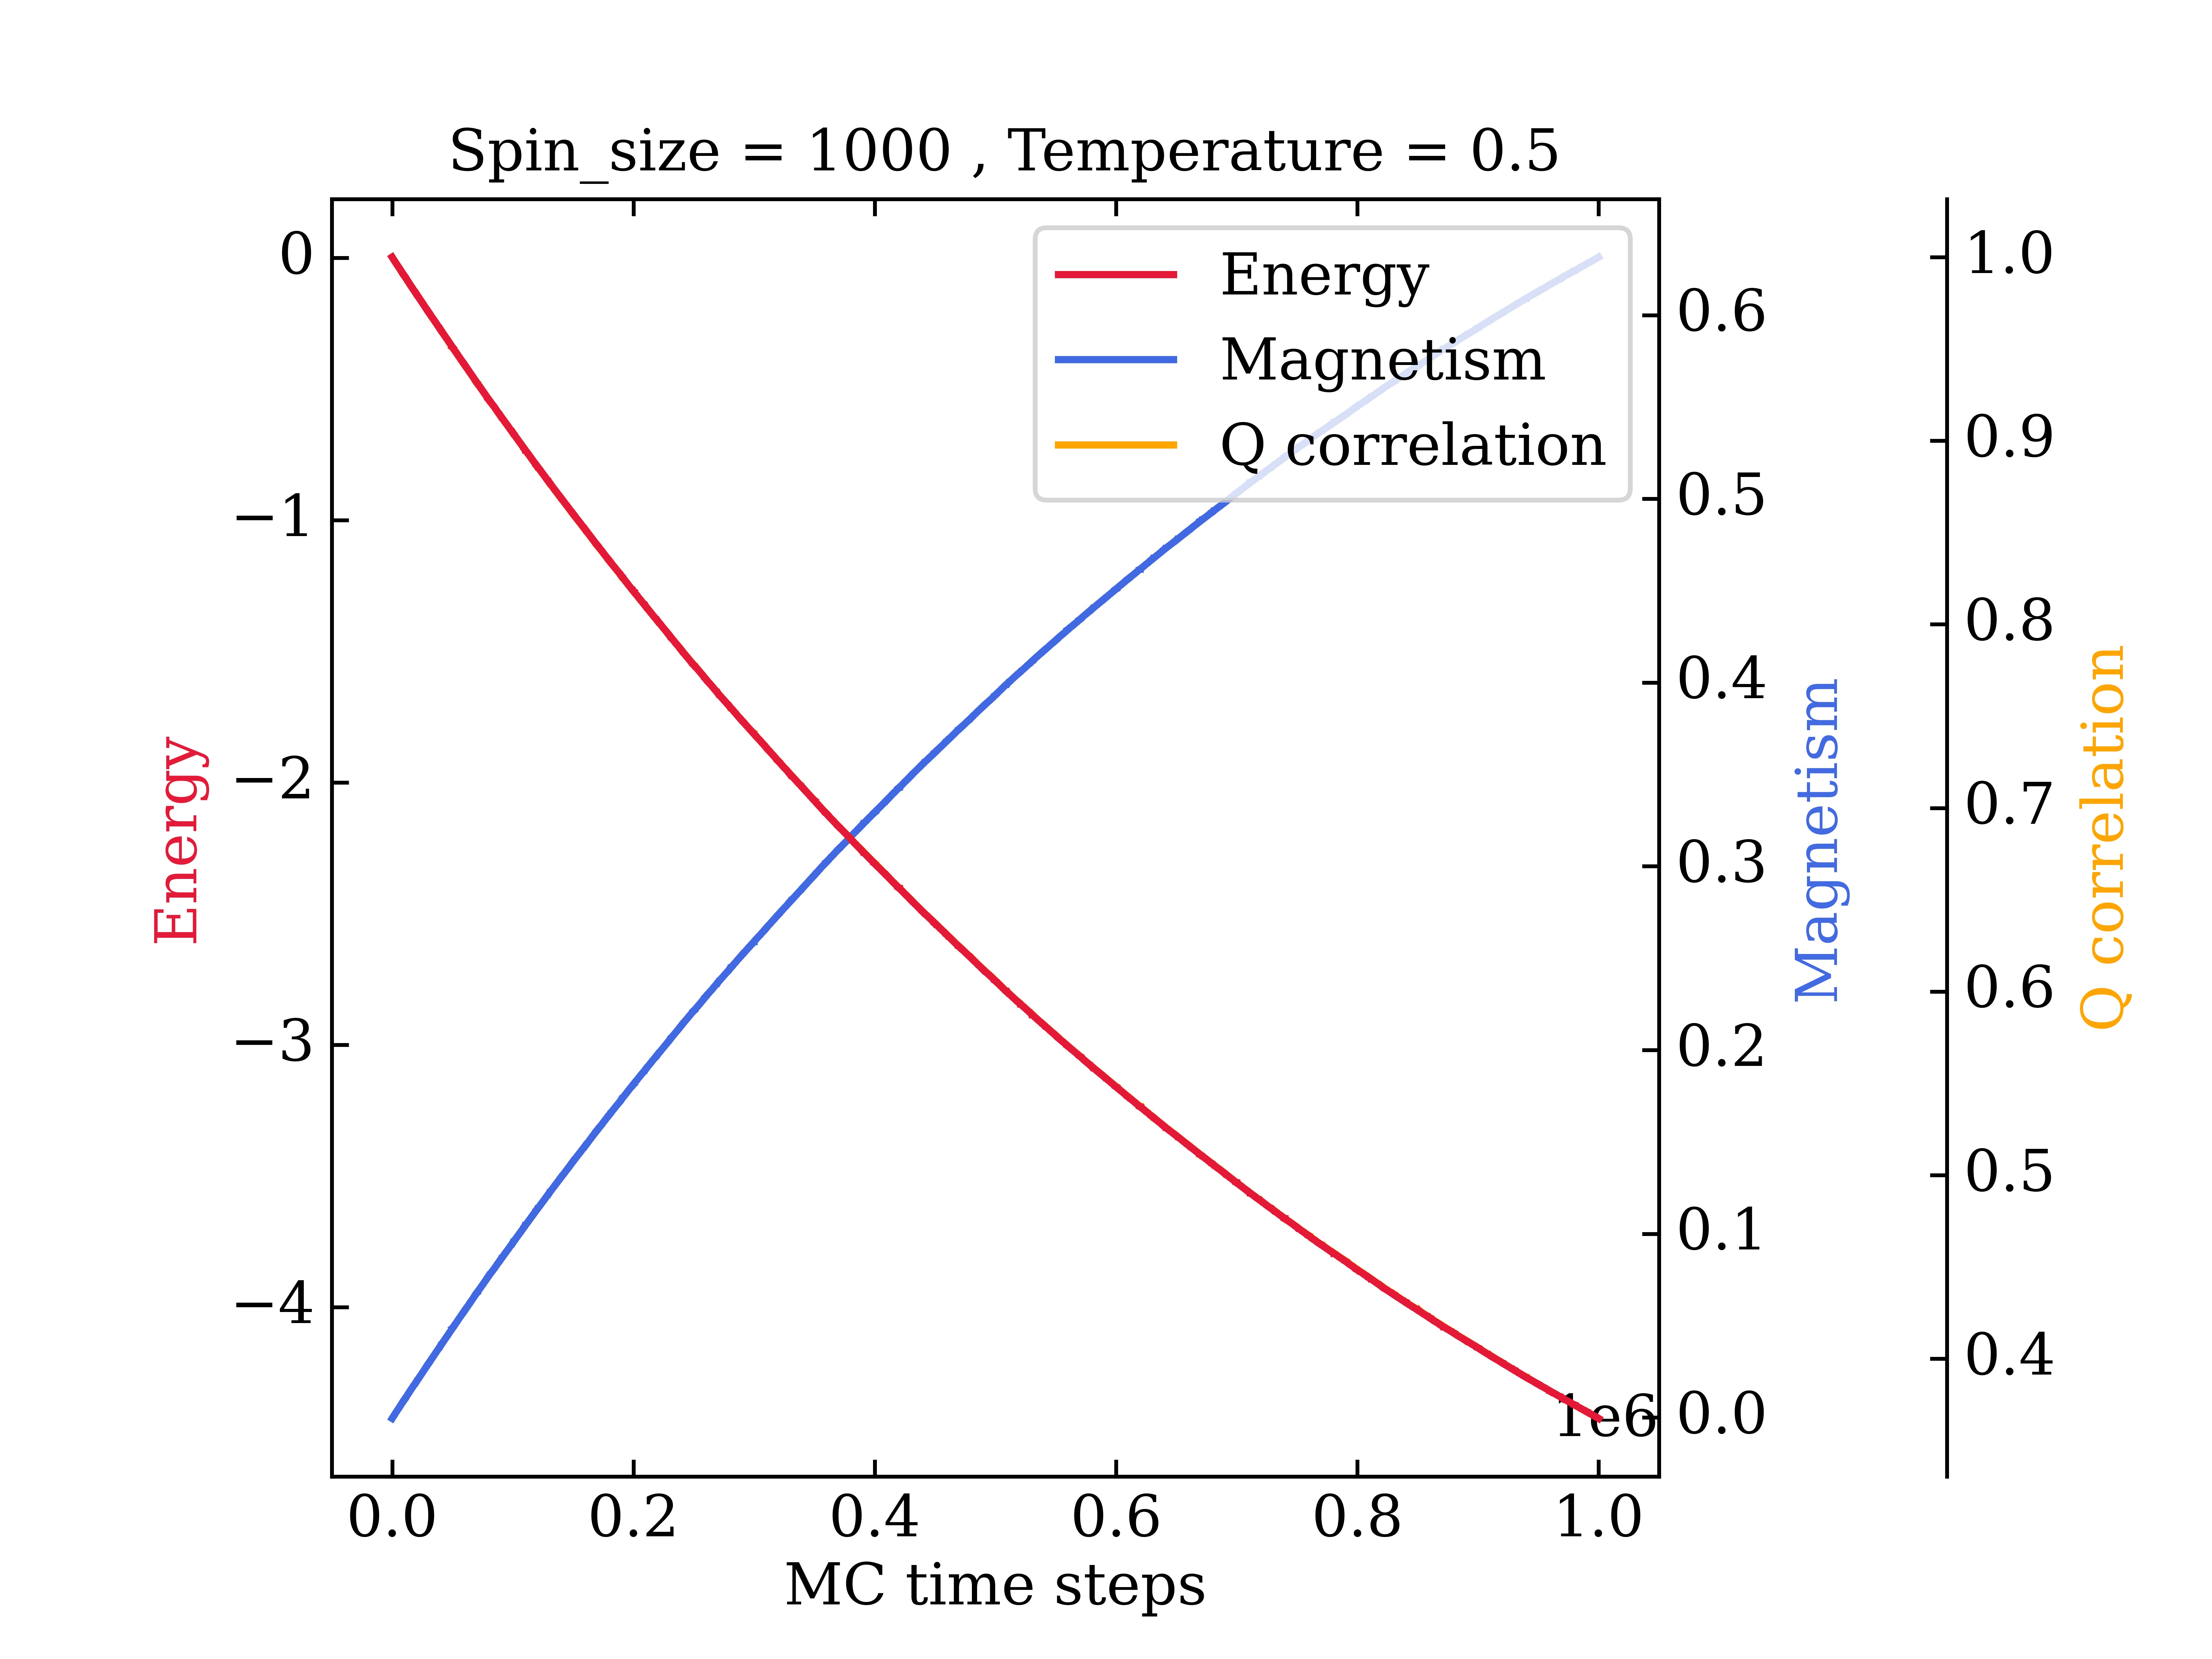 Spin_size = 1000 , Temperature = 0.5
Energy
Magnetism
Q correlation
0
−1
−2
−3
−4
Energy
0.6
0.5
0.4
0.3
0.2
0.1
0.0
Magnetism
1.0
0.9
0.8
0.7
0.6
0.5
0.4
Q correlation
1e6
0.0 0.2 0.4 0.6 0.8 1.0
MC time steps